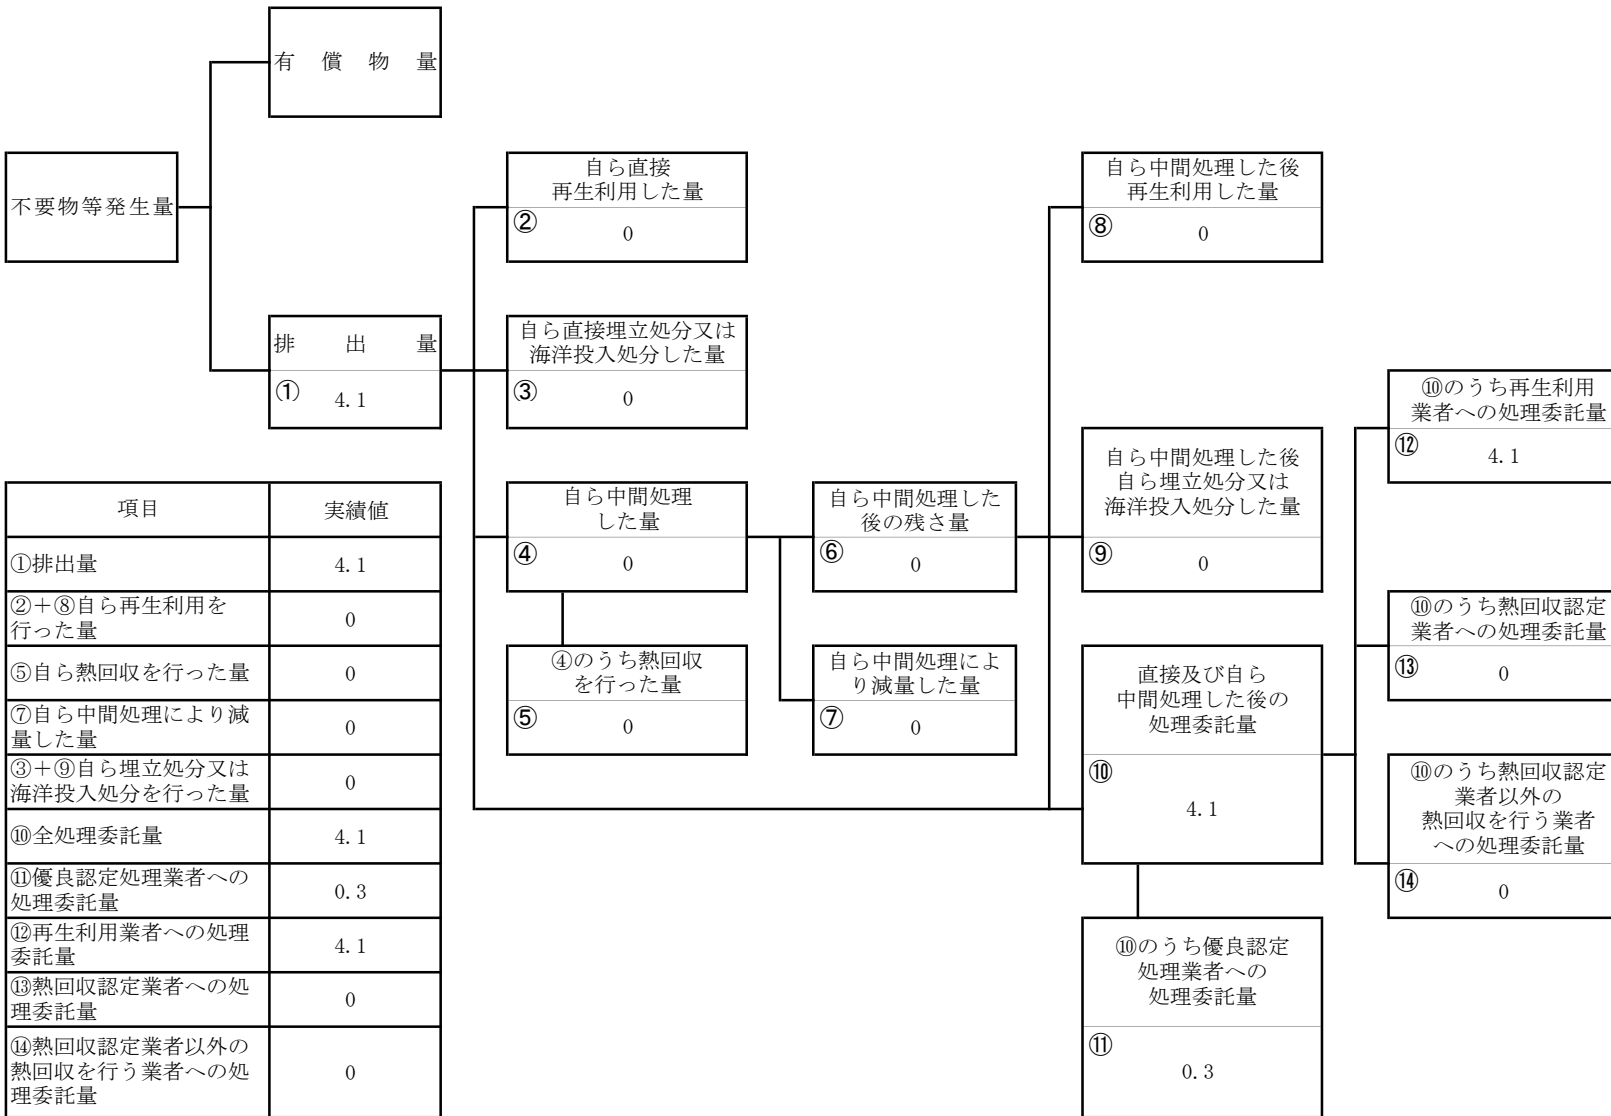 有償物量
不要物等発生量
排出量
①
4.1
自ら直接
再生利用した量
②
0
自ら直接埋立処分又は
海洋投入処分した量
③
0
自ら中間処理
した量
④
0
④のうち熱回収
を行った量
⑤
0
自ら中間処理した
後の残さ量
⑥
0
自ら中間処理によ
り減量した量
⑦
0
自ら中間処理した後
再生利用した量
⑧
0
自ら中間処理した後
自ら埋立処分又は
海洋投入処分した量
⑨
0
直接及び自ら
中間処理した後の
処理委託量
⑩
4.1
⑩のうち優良認定
処理業者への
処理委託量
⑪
0.3
⑩のうち再生利用
業者への処理委託量
⑫
4.1
⑩のうち熱回収認定
業者への処理委託量
⑬
0
⑩のうち熱回収認定
業者以外の
熱回収を行う業者
への処理委託量
⑭
0
項目 実績値
①排出量 4.1
②+⑧自ら再生利用を
行った量 0
⑤自ら熱回収を行った量 0
⑦自ら中間処理により減
量した量 0
③+⑨自ら埋立処分又は
海洋投入処分を行った量 0
⑩全処理委託量 4.1
⑪優良認定処理業者への
処理委託量 0.3
⑫再生利用業者への処理
委託量 4.1
⑬熱回収認定業者への処
理委託量 0
⑭熱回収認定業者以外の
熱回収を行う業者への処
理委託量 0